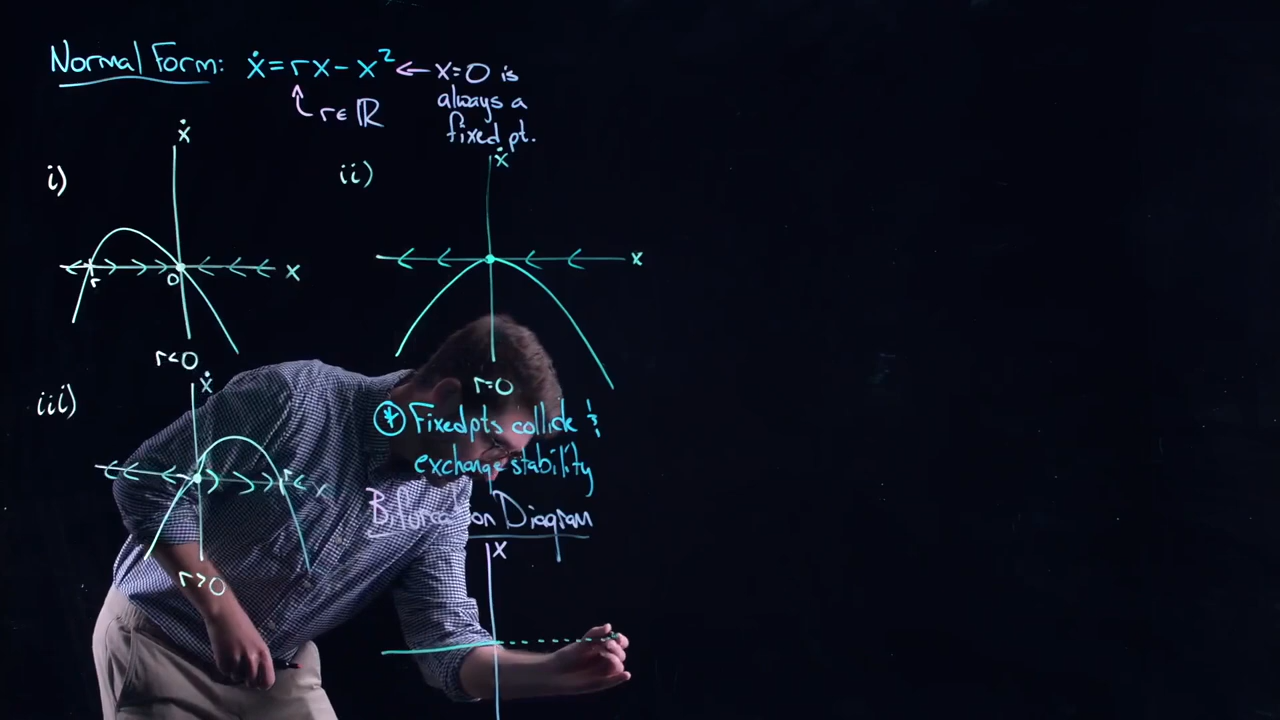 Normal Form: ẋ = rx − x² ← x=0 is
always a
fixed pt.
↑ r∈ℝ
i)
ẋ
r
0
x
r<0
ii)
ẋ
x
r=0
iii)
ẋ
r
x
r>0
* Fixed pts collide &
exchange stability
Bifurcation Diagram
x